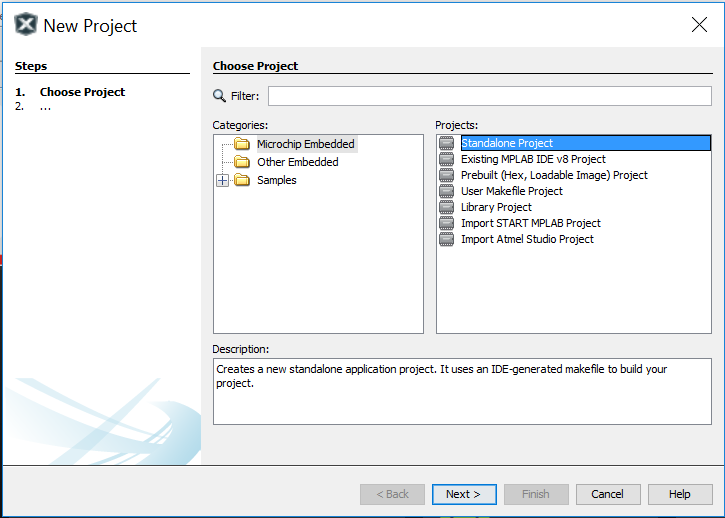 New Project
Steps
1. Choose Project
2. ...
Choose Project
Filter:
Categories:
Microchip Embedded
Other Embedded
Samples
Projects:
Standalone Project
Existing MPLAB IDE v8 Project
Prebuilt (Hex, Loadable Image) Project
User Makefile Project
Library Project
Import START MPLAB Project
Import Atmel Studio Project
Description:
Creates a new standalone application project. It uses an IDE-generated makefile to build your
project.
< Back
Next >
Finish
Cancel
Help